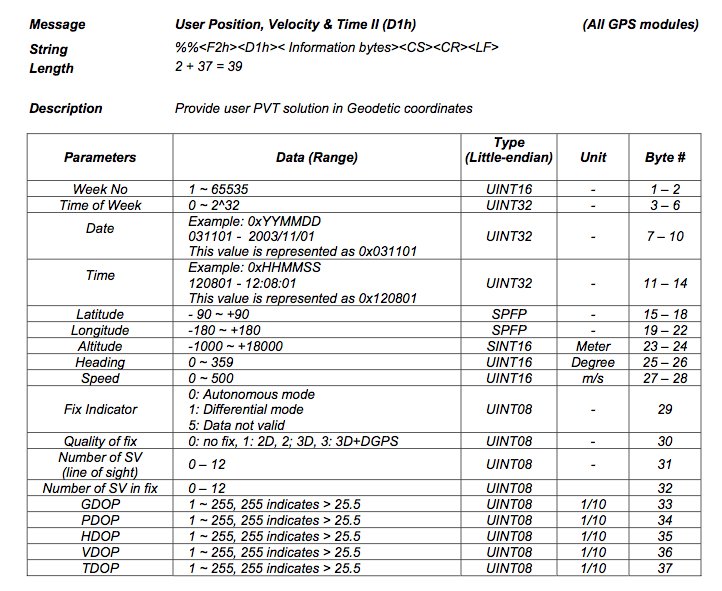 Message User Position, Velocity & Time II (D1h) (All GPS modules)
String %%<F2h><D1h>< Information bytes><CS><CR><LF>
Length 2 + 37 = 39
Description Provide user PVT solution in Geodetic coordinates
Parameters Data (Range) Type (Little-endian) Unit Byte #
Week No 1 ~ 65535 UINT16 - 1 – 2
Time of Week 0 ~ 2^32 UINT32 - 3 – 6
Date Example: 0xYYMMDD
031101 - 2003/11/01 UINT32 - 7 – 10
This value is represented as 0x031101
Time Example: 0xHHMMSS
120801 - 12:08:01 UINT32 - 11 – 14
This value is represented as 0x120801
Latitude - 90 ~ +90 SPFP - 15 – 18
Longitude -180 ~ +180 SPFP - 19 – 22
Altitude -1000 ~ +18000 SINT16 Meter 23 – 24
Heading 0 ~ 359 UINT16 Degree 25 – 26
Speed 0 ~ 500 UINT16 m/s 27 – 28
0: Autonomous mode
Fix Indicator 1: Differential mode UINT08 - 29
5: Data not valid
Quality of fix 0: no fix, 1: 2D, 2; 3D, 3: 3D+DGPS UINT08 - 30
Number of SV (line of sight) 0 – 12 UINT08 - 31
Number of SV in fix 0 – 12 UINT08 32
GDOP 1 ~ 255, 255 indicates > 25.5 UINT08 1/10 33
PDOP 1 ~ 255, 255 indicates > 25.5 UINT08 1/10 34
HDOP 1 ~ 255, 255 indicates > 25.5 UINT08 1/10 35
VDOP 1 ~ 255, 255 indicates > 25.5 UINT08 1/10 36
TDOP 1 ~ 255, 255 indicates > 25.5 UINT08 1/10 37